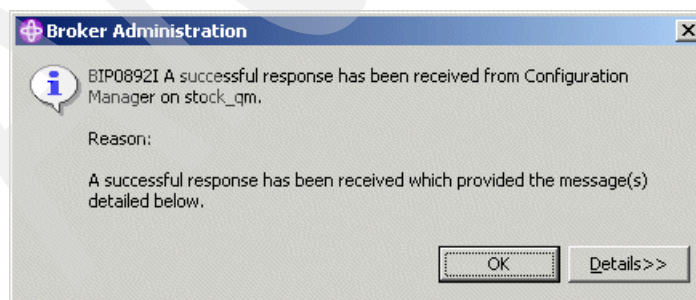 Broker Administration
BIP0892I A successful response has been received from Configuration
Manager on stock_qm.
Reason:
A successful response has been received which provided the message(s)
detailed below.
OK
Details>>